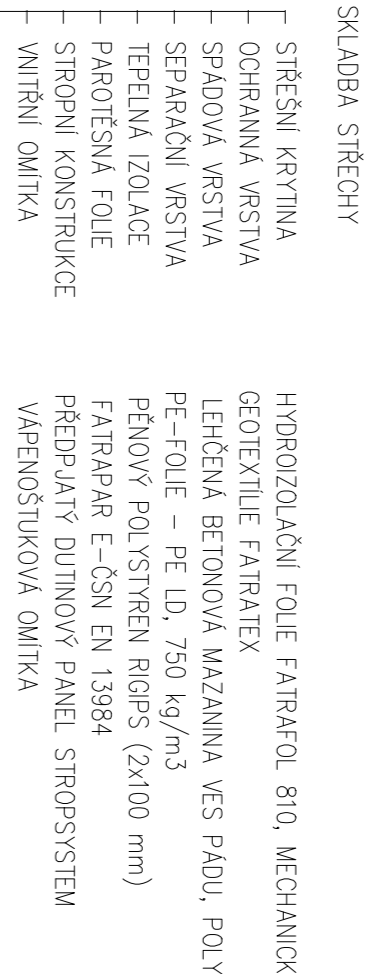 SKLADBA STŘECHY
STŘEŠNÍ KRYTINA HYDROIZOLAČNÍ FOLIE FATRAFOL 810, MECHANICK
OCHRANNÁ VRSTVA GEOTEXTÍLIE FATRATEX
SPÁDOVÁ VRSTVA LEHČENÁ BETONOVÁ MAZANINA VES PÁDU, POLY
SEPARAČNÍ VRSTVA PE-FOLIE – PE LD, 750 kg/m3
TEPELNÁ IZOLACE PĚNOVÝ POLYSTYREN RIGIPS (2x100 mm)
PAROTĚSNÁ FOLIE FATRAPAR E-ČSN EN 13984
STROPNÍ KONSTRUKCE PŘEDPJATÝ DUTINOVÝ PANEL STROPSYSTEM
VNITŘNÍ OMÍTKA VÁPENOŠTUKOVÁ OMÍTKA